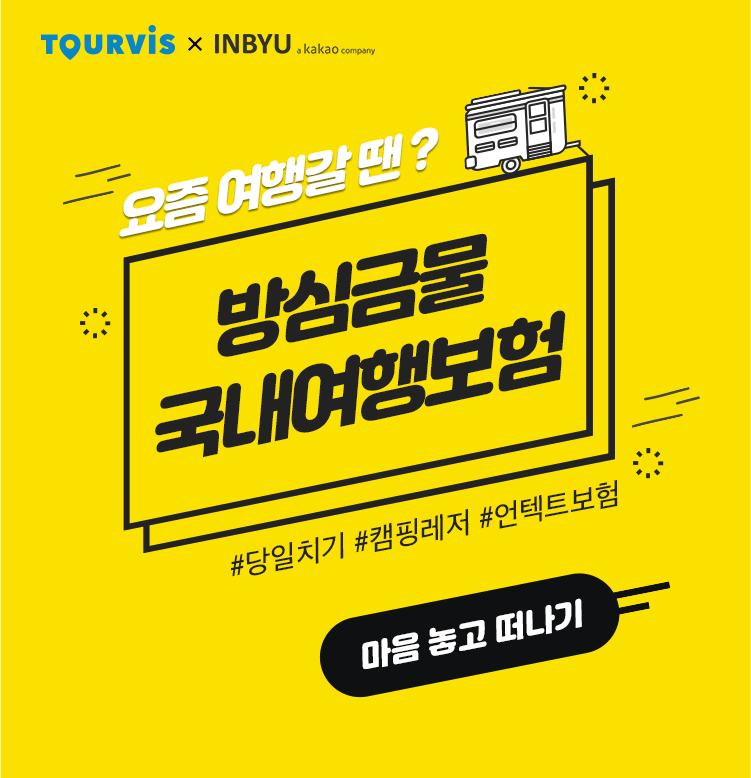 TOURVIS × INBYU a kakao company
요즘 여행갈 땐?
방심금물
국내여행보험
#당일치기 #캠핑레저 #언텍트보험
마음 놓고 떠나기